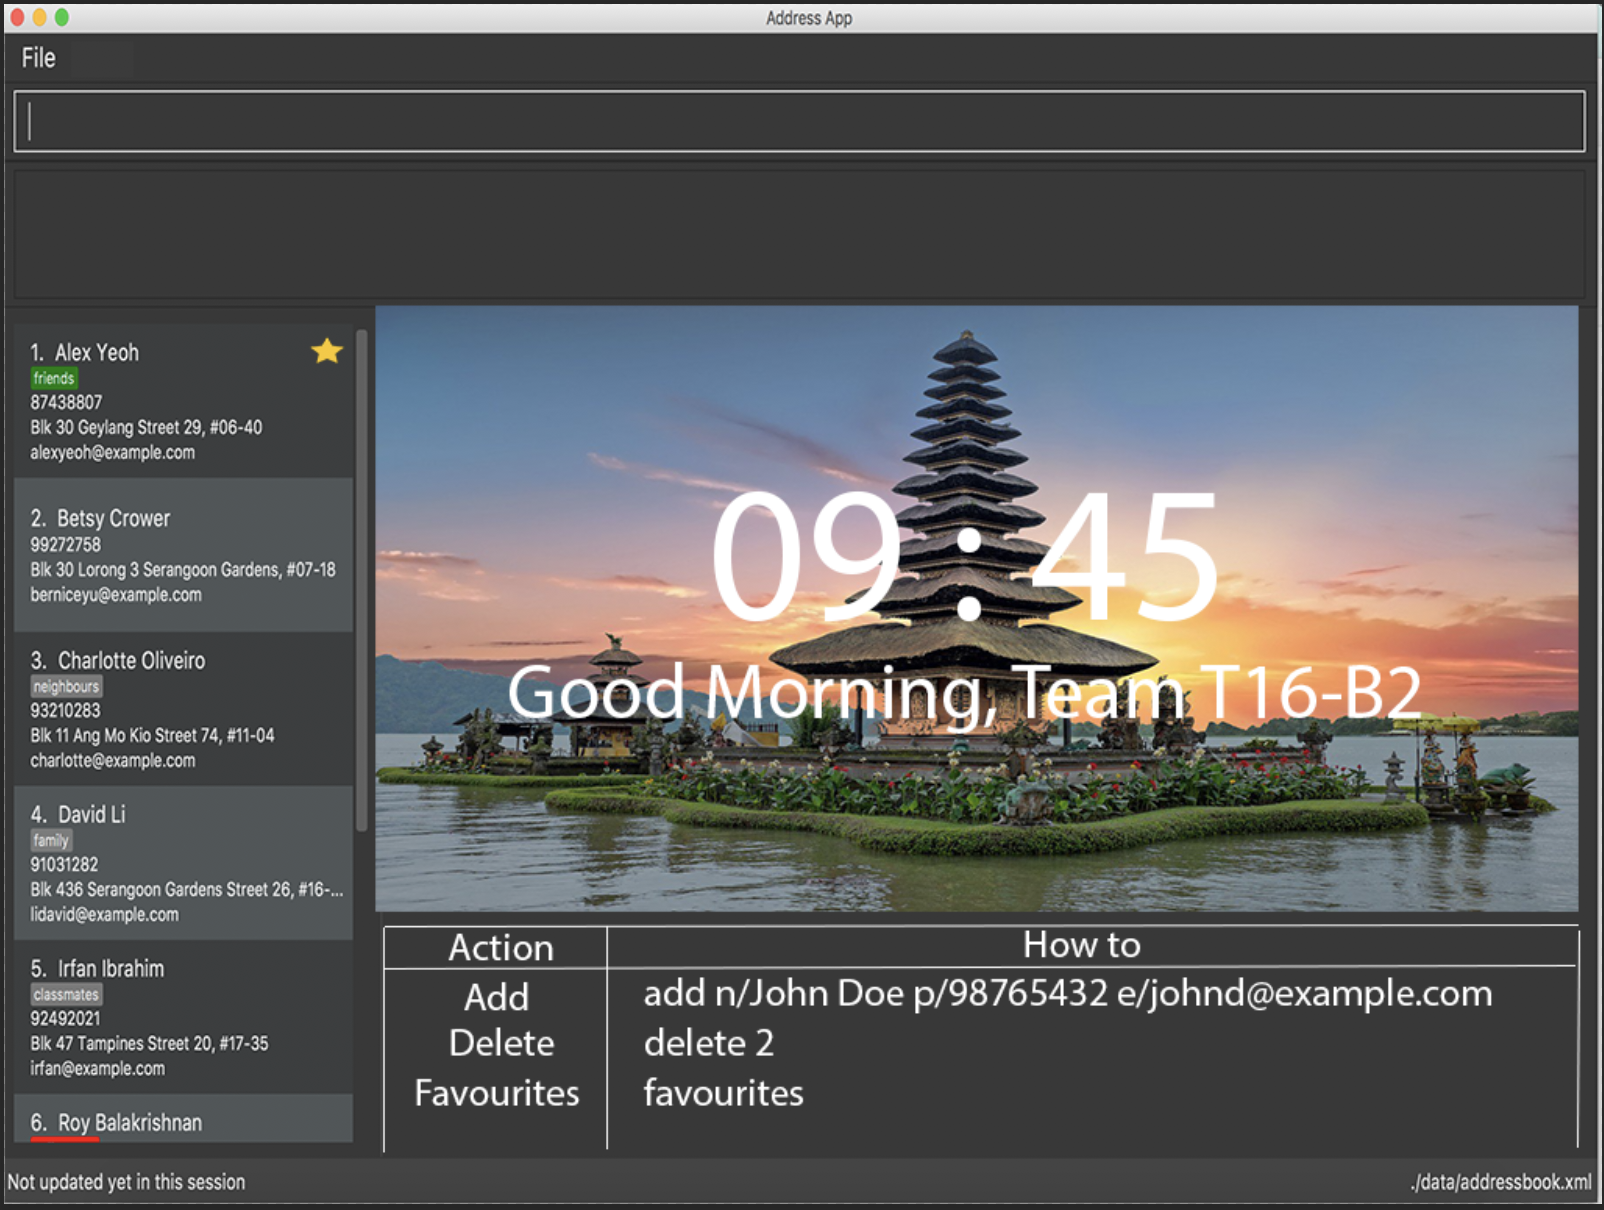 Address App
File
1. Alex Yeoh
friends
87438807
Blk 30 Geylang Street 29, #06-40
alexyeoh@example.com
2. Betsy Crower
99272758
Blk 30 Lorong 3 Serangoon Gardens, #07-18
berniceyu@example.com
3. Charlotte Oliveiro
neighbours
93210283
Blk 11 Ang Mo Kio Street 74, #11-04
charlotte@example.com
4. David Li
family
91031282
Blk 436 Serangoon Gardens Street 26, #16-...
lidavid@example.com
5. Irfan Ibrahim
classmates
92492021
Blk 47 Tampines Street 20, #17-35
irfan@example.com
6. Roy Balakrishnan
09 : 45
Good Morning, Team T16-B2
Action How to
Add add n/John Doe p/98765432 e/johnd@example.com
Delete delete 2
Favourites favourites
Not updated yet in this session
./data/addressbook.xml